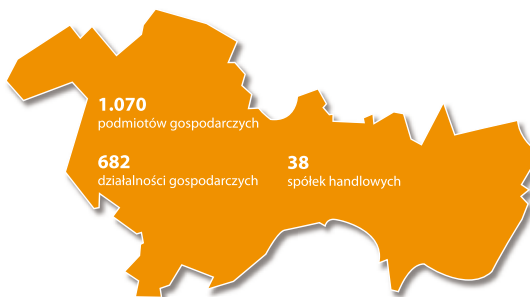 1.070
podmiotów gospodarczych
682
działalności gospodarczych
38
spółek handlowych